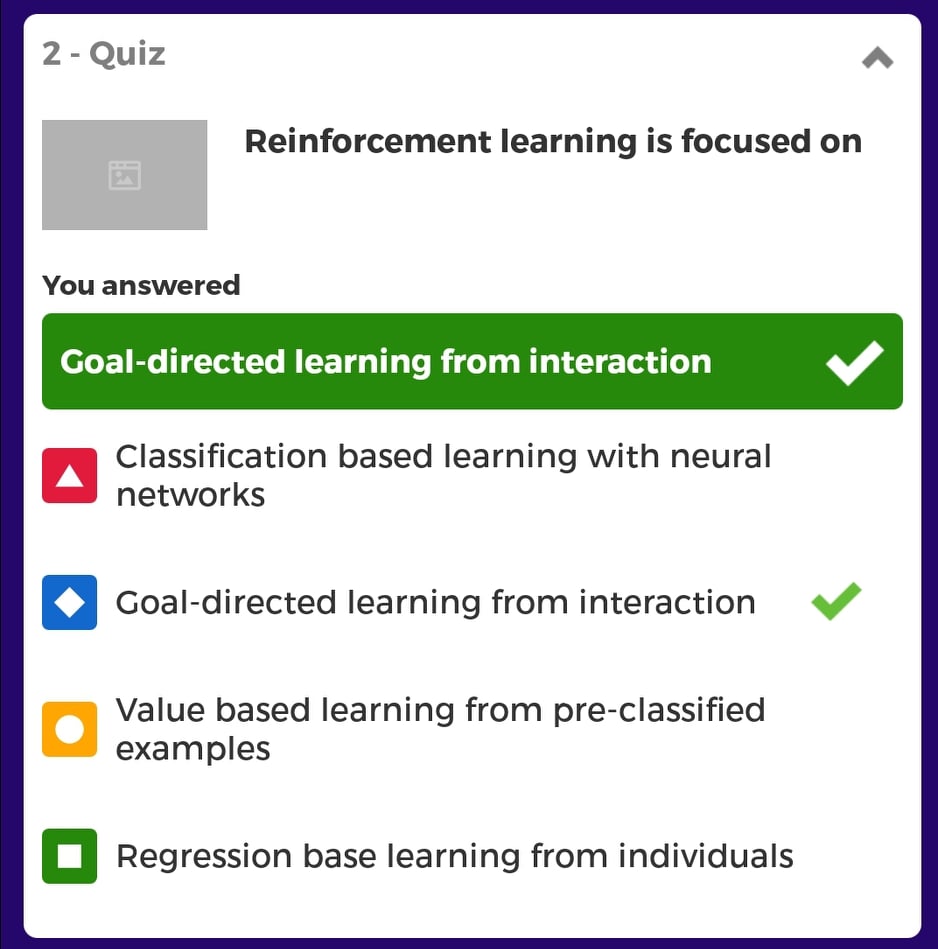 2 - Quiz
Reinforcement learning is focused on
You answered
Goal-directed learning from interaction
Classification based learning with neural
networks
Goal-directed learning from interaction
Value based learning from pre-classified
examples
Regression base learning from individuals